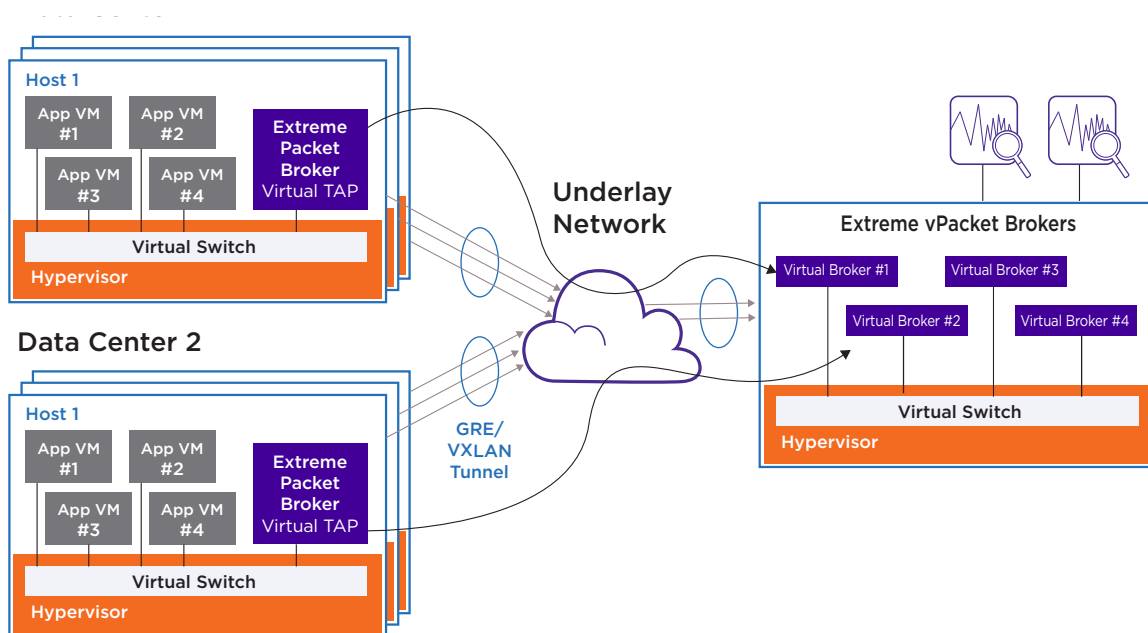 Host 1
App VM
#1
App VM
#2
App VM
#3
App VM
#4
Extreme
Packet
Broker
Virtual TAP
Virtual Switch
Hypervisor
Underlay
Network
Extreme vPacket Brokers
Virtual Broker #1
Virtual Broker #3
Virtual Broker #2
Virtual Broker #4
Virtual Switch
Hypervisor
Data Center 2
Host 1
App VM
#1
App VM
#2
App VM
#3
App VM
#4
Extreme
Packet
Broker
Virtual TAP
Virtual Switch
Hypervisor
GRE/
VXLAN
Tunnel